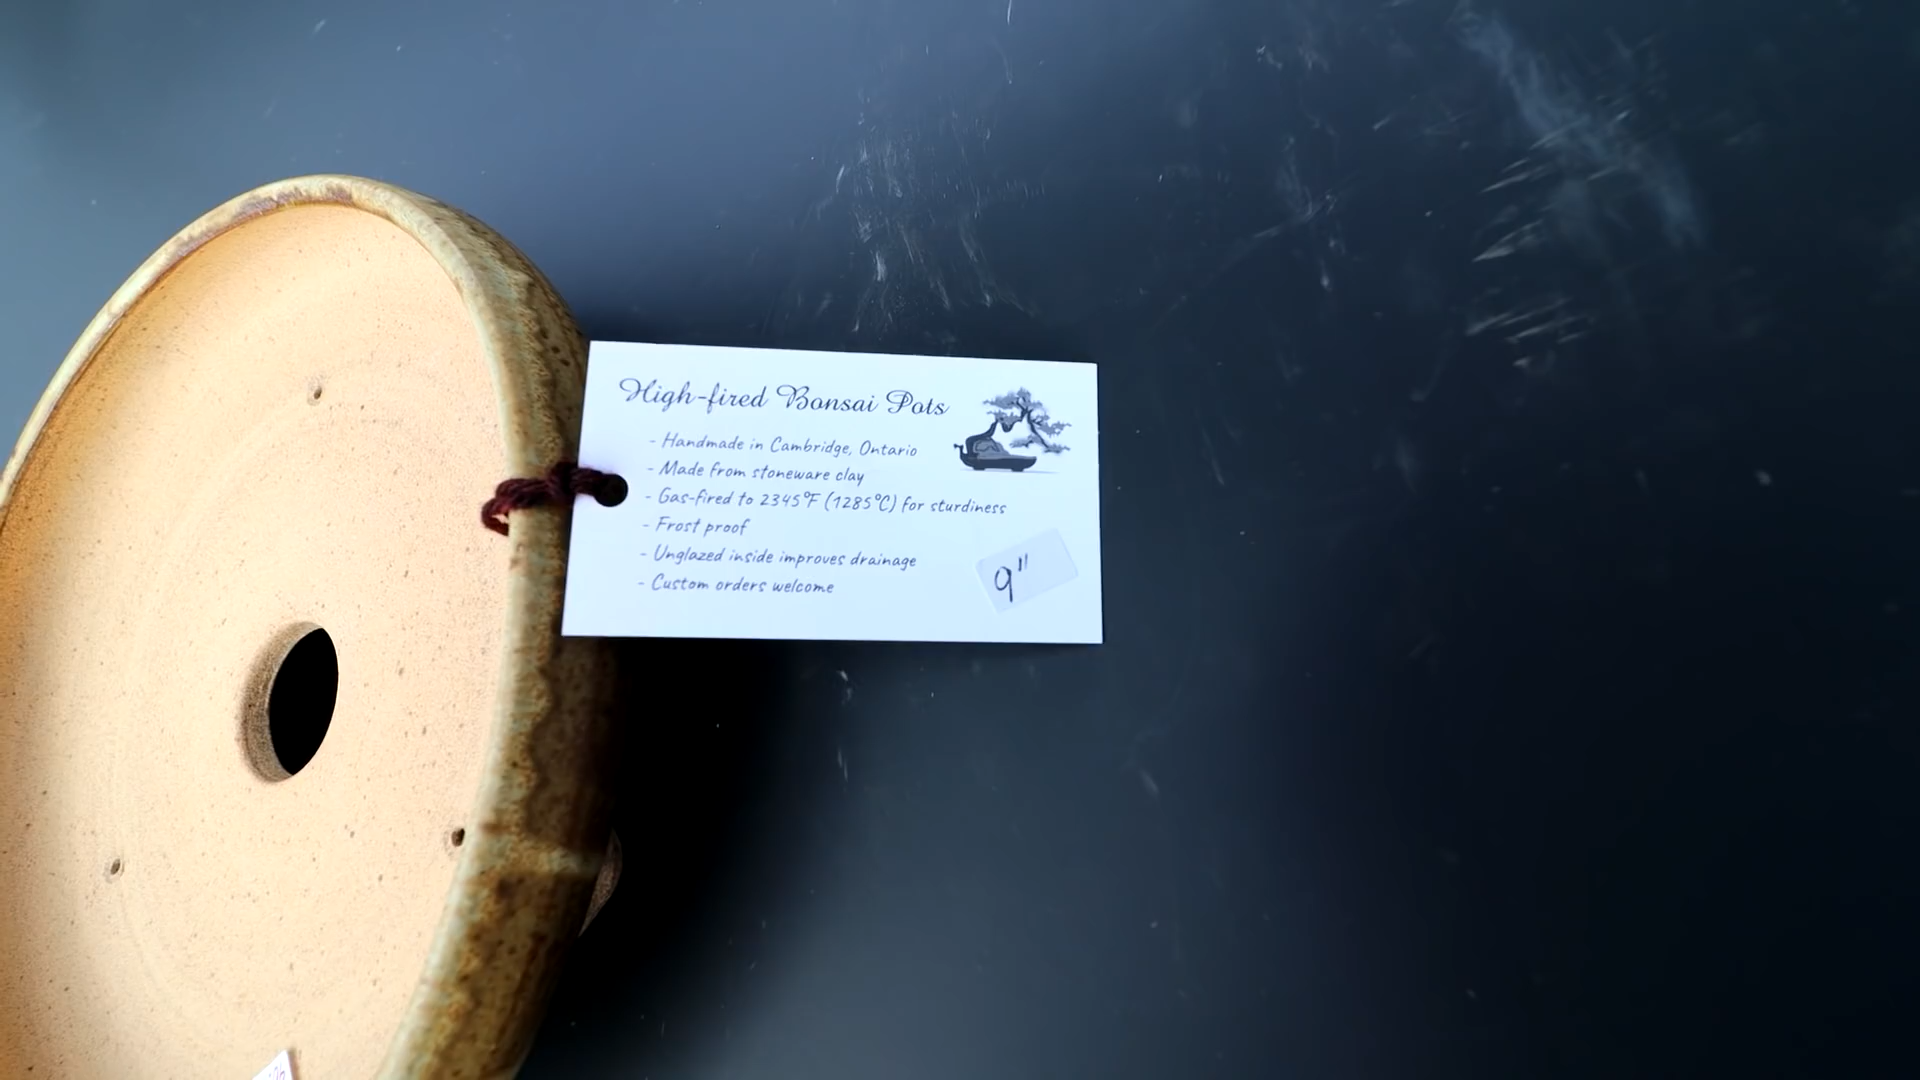 High-fired Bonsai Pots
- Handmade in Cambridge, Ontario
- Made from stoneware clay
- Gas-fired to 2345°F (1285°C) for sturdiness
- Frost proof
- Unglazed inside improves drainage
- Custom orders welcome
9"